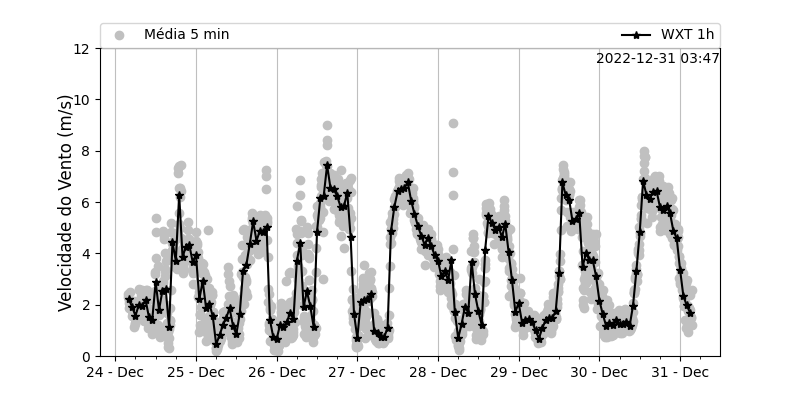 Média 5 min
WXT 1h
2022-12-31 03:47
Velocidade do Vento (m/s)
12
10
8
6
4
2
0
24 - Dec
25 - Dec
26 - Dec
27 - Dec
28 - Dec
29 - Dec
30 - Dec
31 - Dec